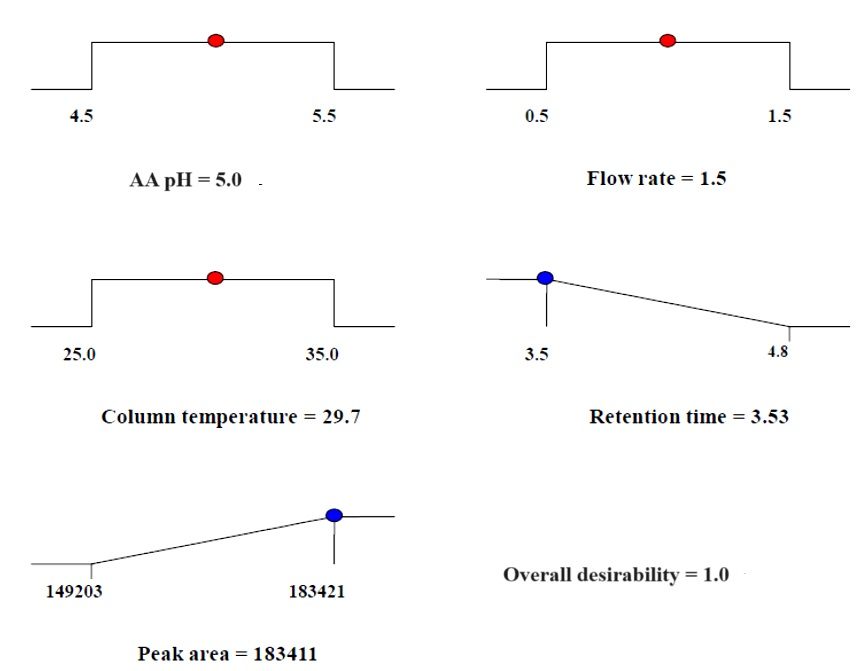 4.5 5.5
AA pH = 5.0
0.5 1.5
Flow rate = 1.5
25.0 35.0
Column temperature = 29.7
3.5 4.8
Retention time = 3.53
149203 183421
Peak area = 183411
Overall desirability = 1.0